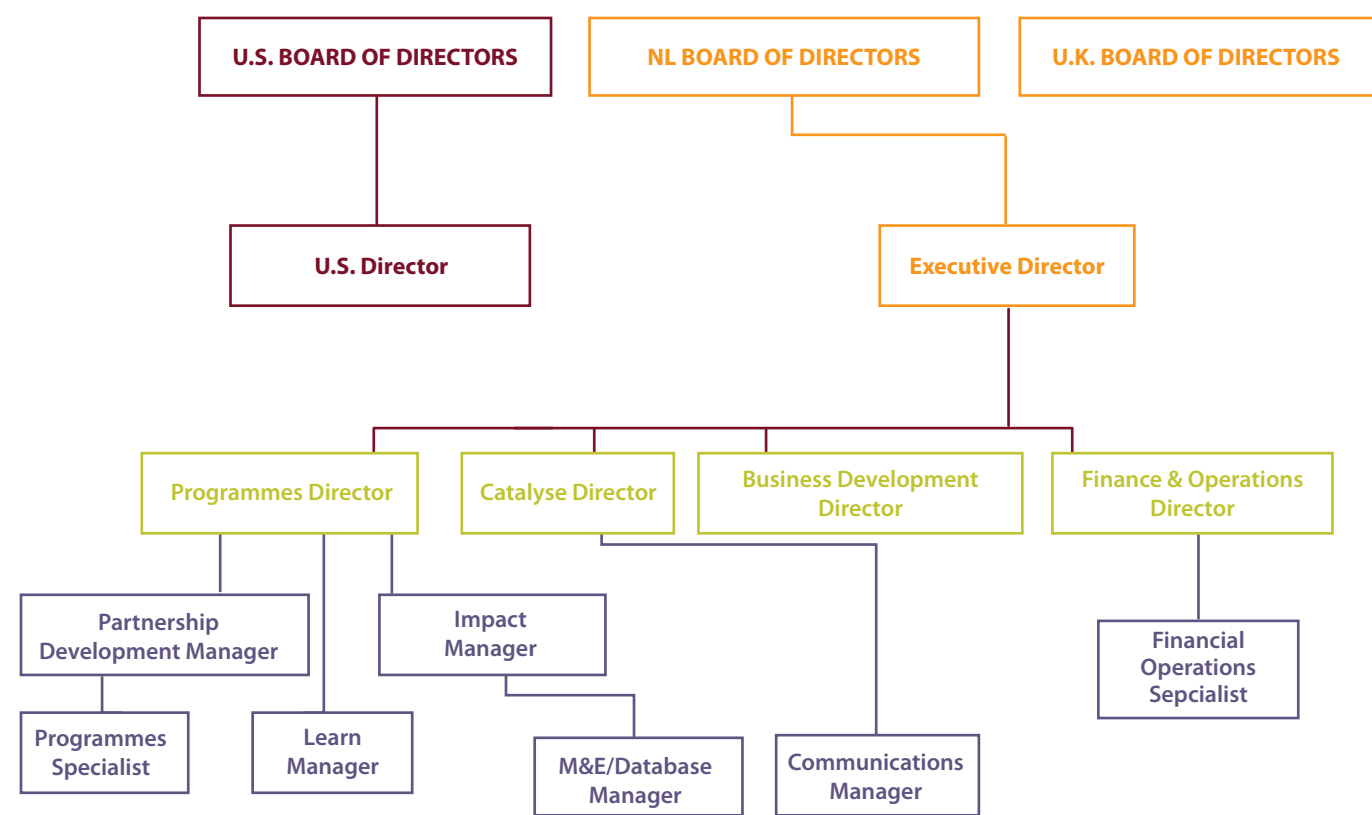 U.S. BOARD OF DIRECTORS
NL BOARD OF DIRECTORS
U.K. BOARD OF DIRECTORS
U.S. Director
Executive Director
Programmes Director
Catalyse Director
Business Development
Director
Finance & Operations
Director
Partnership
Development Manager
Impact
Manager
Financial
Operations
Sepcialist
Programmes
Specialist
Learn
Manager
M&E/Database
Manager
Communications
Manager